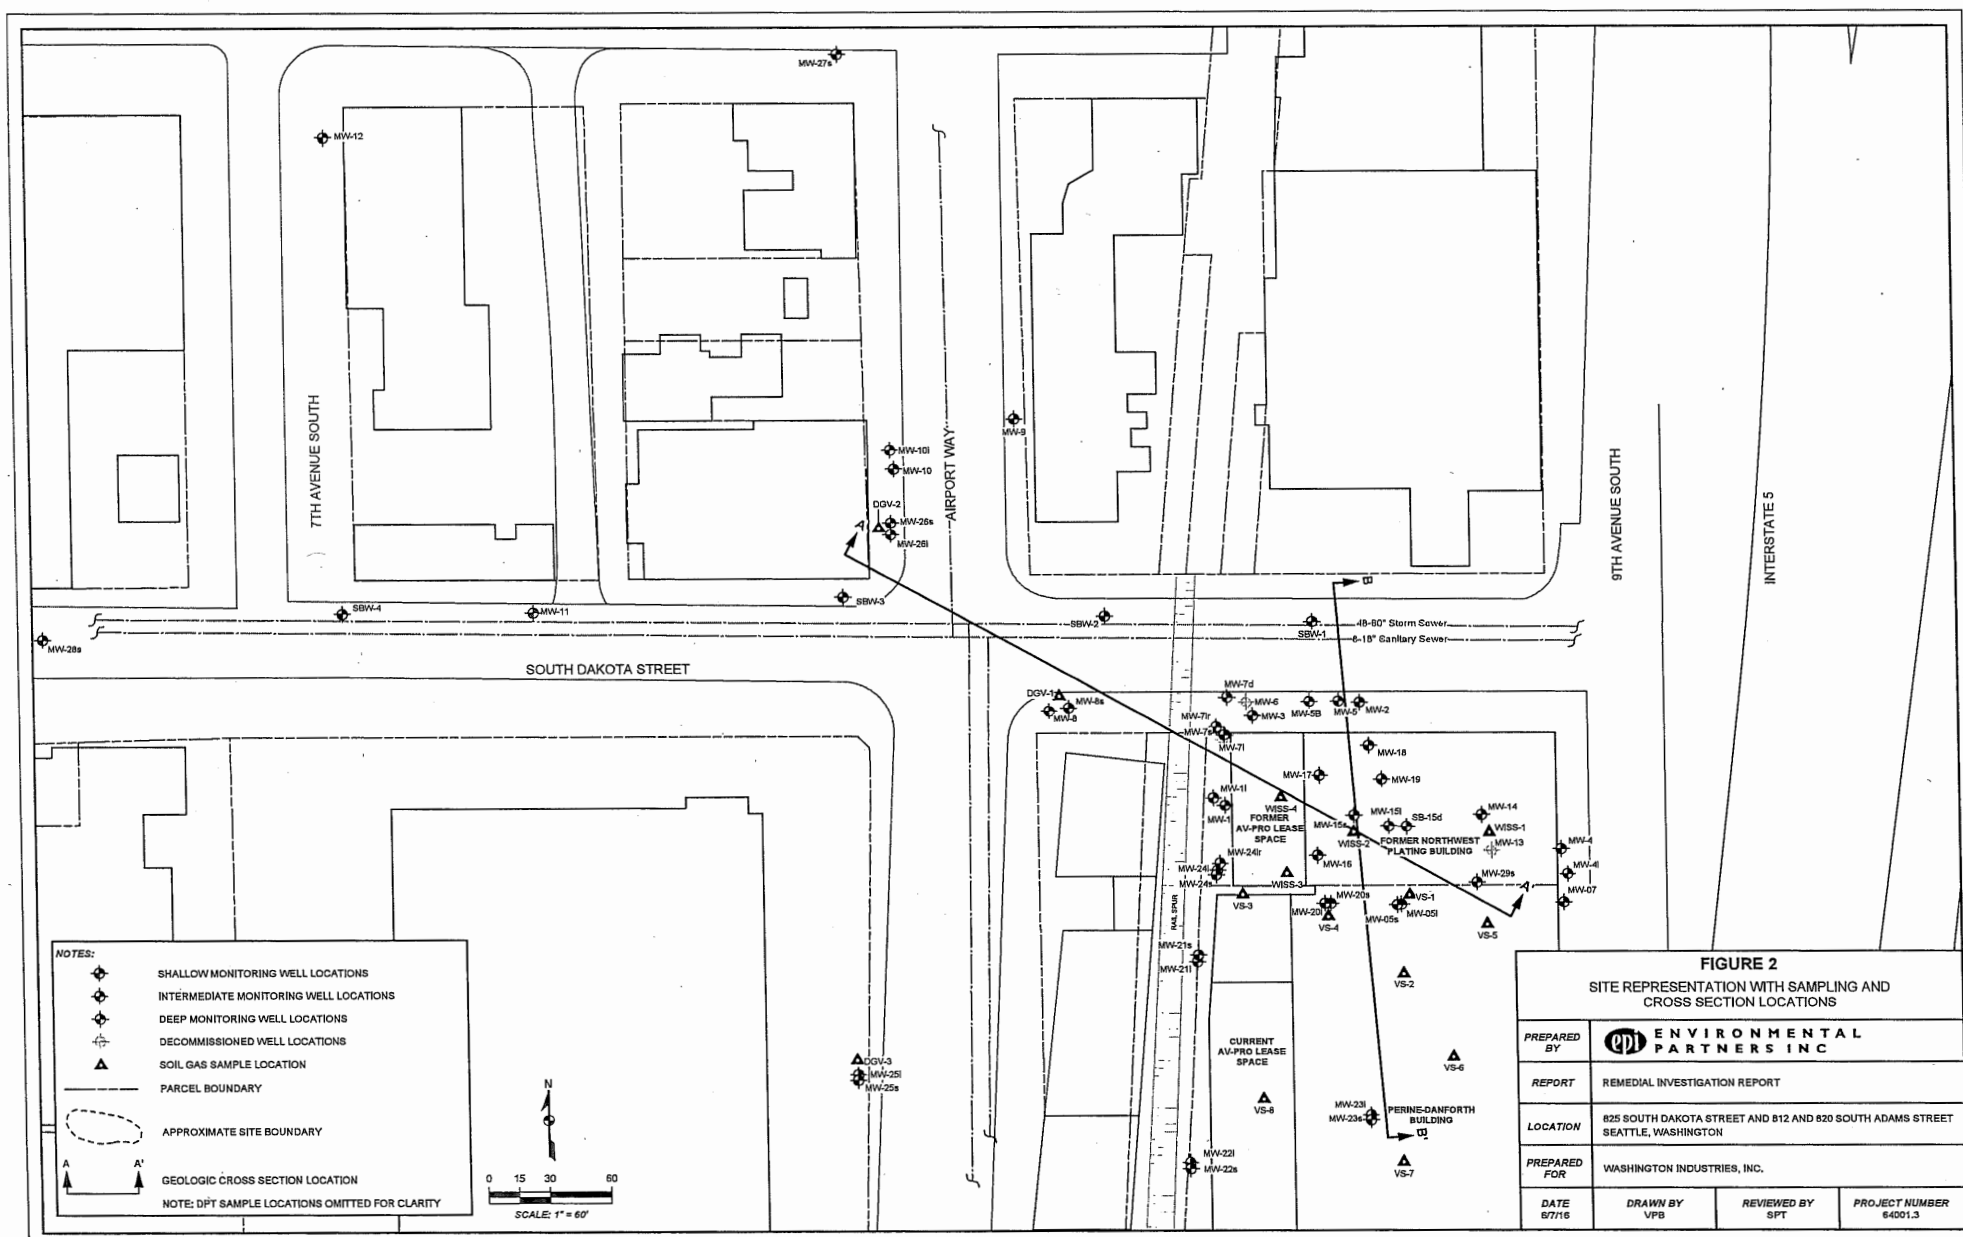 MW-27s
MW-12
7TH AVENUE SOUTH
AIRPORT WAY
9TH AVENUE SOUTH
INTERSTATE 5
MW-9
MW-10I
MW-10
DGV-2
MW-26s
MW-26I
A
B
SBW-4
MW-11
SBW-3
SBW-2
SBW-1
48-60" Storm Sewer
8-18" Sanitary Sewer
MW-28s
SOUTH DAKOTA STREET
DGV-1
MW-8s
MW-8
MW-7d
MW-6
MW-3
MW-5B
MW-5
MW-2
MW-7Ir
MW-7s
MW-7I
MW-18
MW-17
MW-19
MW-1I
MW-1
WISS-4
FORMER
AV-PRO LEASE
SPACE
MW-15s
MW-15I
SB-15d
MW-14
WISS-1
WISS-2
FORMER NORTHWEST
PLATING BUILDING
MW-13
MW-4
MW-4I
MW-07
MW-16
MW-24Ir
MW-24I
MW-24s
WISS-3
MW-29s
A'
VS-3
MW-20s
MW-20I
VS-4
VS-1
MW-05s
MW-05I
VS-5
RAIL SPUR
MW-21s
MW-21I
VS-2
CURRENT
AV-PRO LEASE
SPACE
VS-6
VS-8
MW-23I
MW-23s
PERINE-DANFORTH
BUILDING
B'
VS-7
MW-22I
MW-22s
DGV-3
MW-25I
MW-25s
NOTES:
SHALLOW MONITORING WELL LOCATIONS
INTERMEDIATE MONITORING WELL LOCATIONS
DEEP MONITORING WELL LOCATIONS
DECOMMISSIONED WELL LOCATIONS
SOIL GAS SAMPLE LOCATION
PARCEL BOUNDARY
APPROXIMATE SITE BOUNDARY
A A'
GEOLOGIC CROSS SECTION LOCATION
NOTE: DPT SAMPLE LOCATIONS OMITTED FOR CLARITY
N
0 15 30 60
SCALE: 1" = 60'
FIGURE 2
SITE REPRESENTATION WITH SAMPLING AND
CROSS SECTION LOCATIONS
PREPARED
BY
epi ENVIRONMENTAL
PARTNERS INC
REPORT
REMEDIAL INVESTIGATION REPORT
LOCATION
825 SOUTH DAKOTA STREET AND 812 AND 820 SOUTH ADAMS STREET
SEATTLE, WASHINGTON
PREPARED
FOR
WASHINGTON INDUSTRIES, INC.
DATE
6/7/16
DRAWN BY
VPB
REVIEWED BY
SPT
PROJECT NUMBER
64001.3